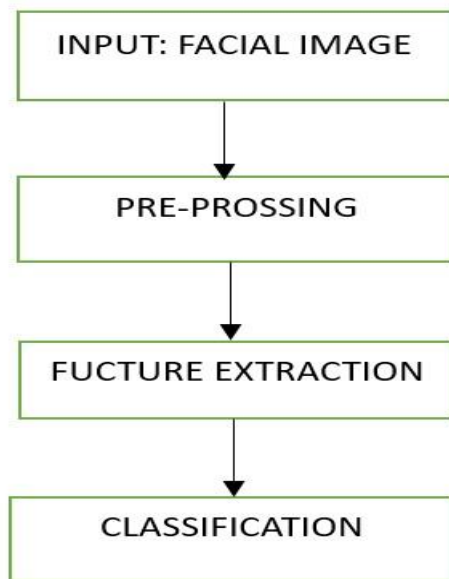 INPUT: FACIAL IMAGE
PRE-PROSSING
FUCTURE EXTRACTION
CLASSIFICATION